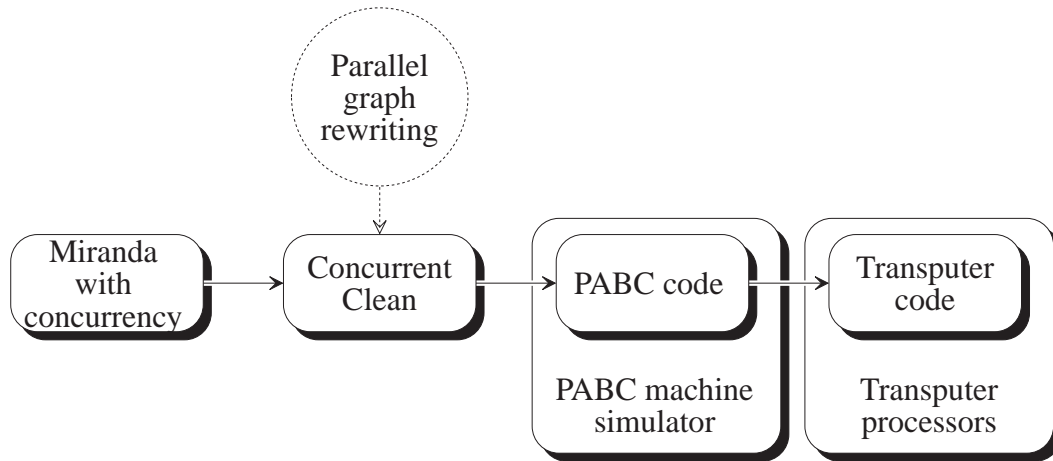 Parallel
graph
rewriting
Miranda
with
concurrency
Concurrent
Clean
PABC code
Transputer
code
PABC machine
simulator
Transputer
processors